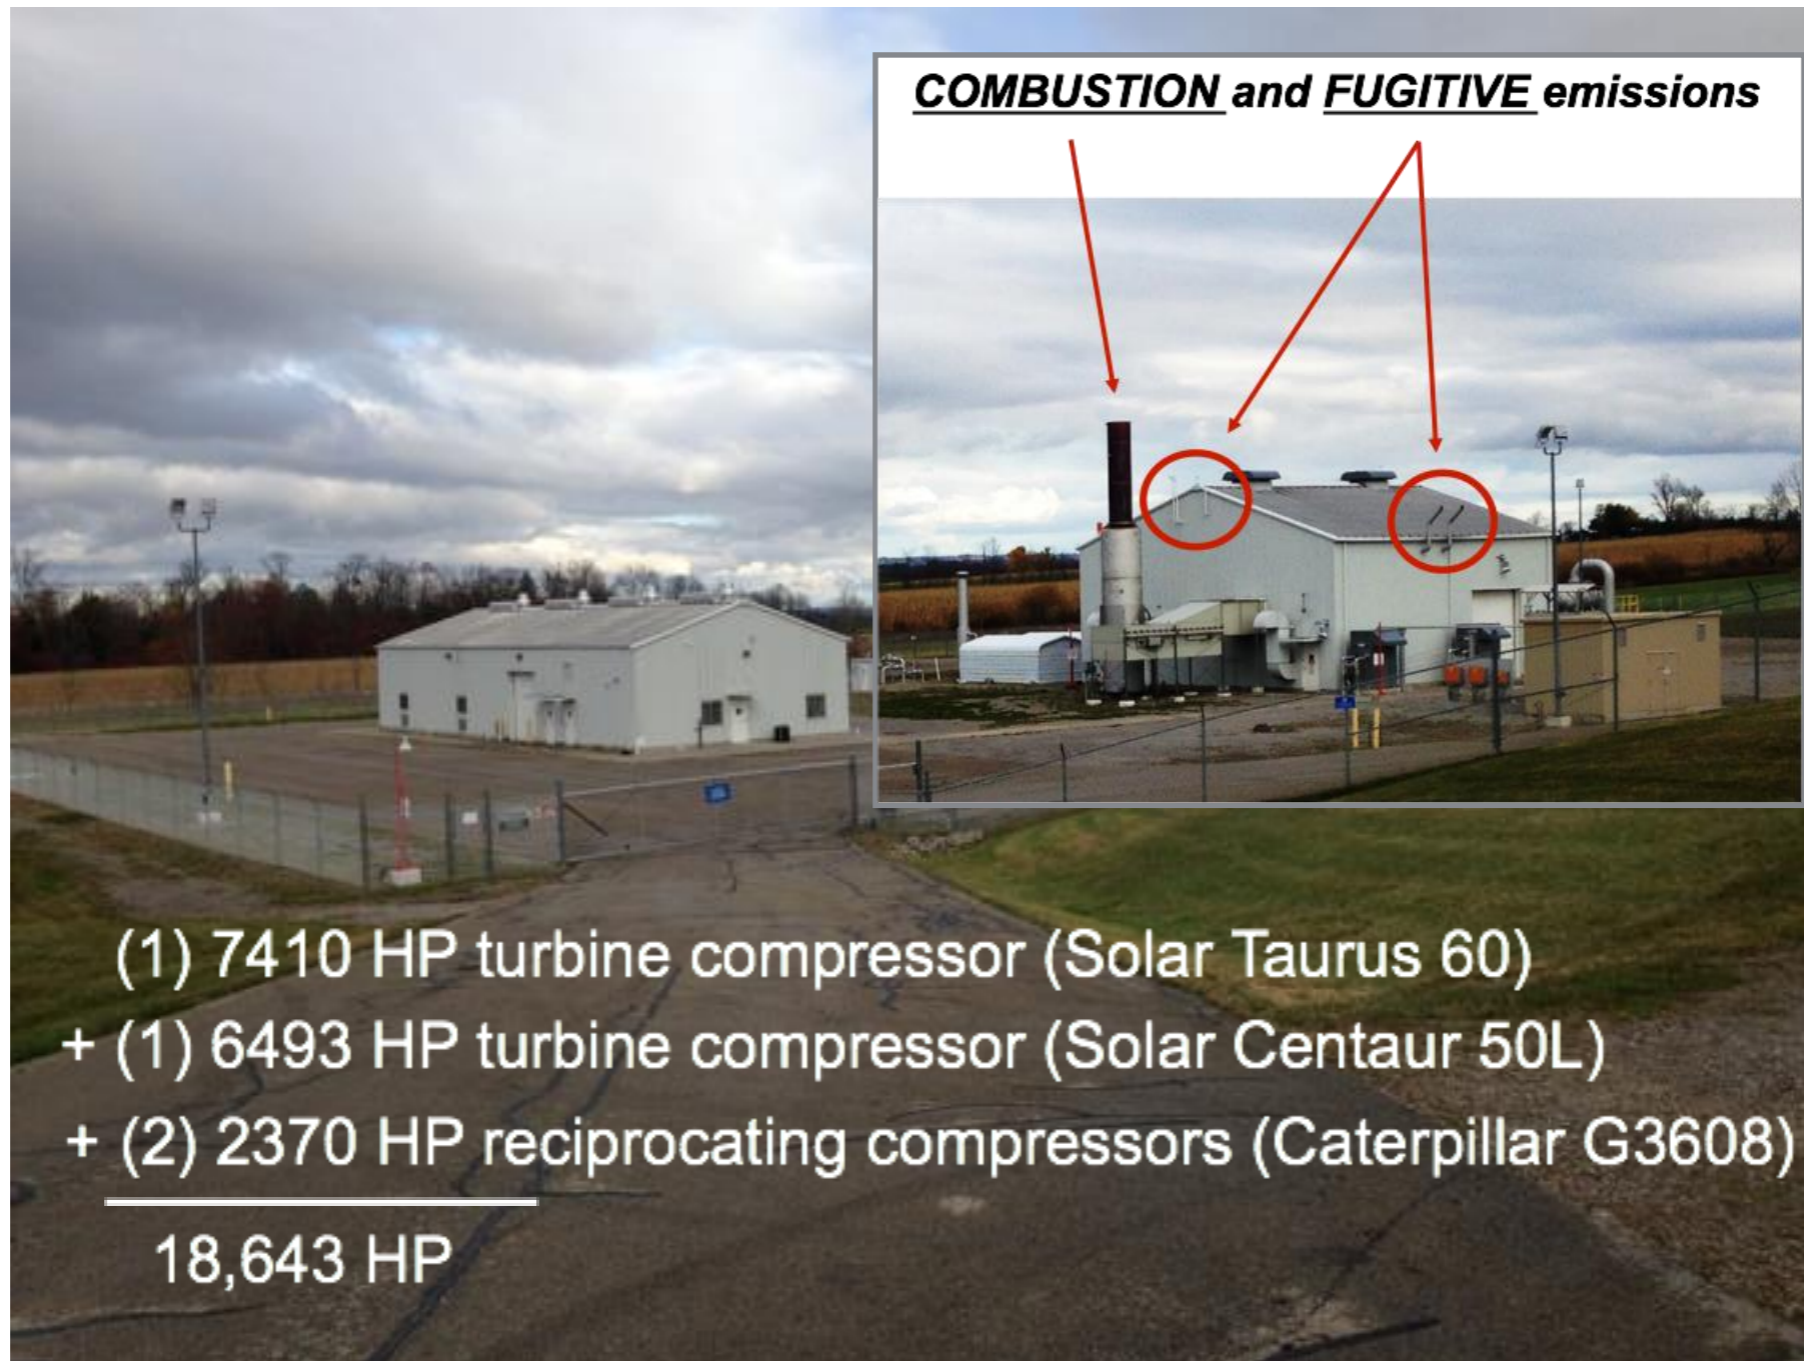 COMBUSTION and FUGITIVE emissions
(1) 7410 HP turbine compressor (Solar Taurus 60)
+ (1) 6493 HP turbine compressor (Solar Centaur 50L)
+ (2) 2370 HP reciprocating compressors (Caterpillar G3608)
18,643 HP